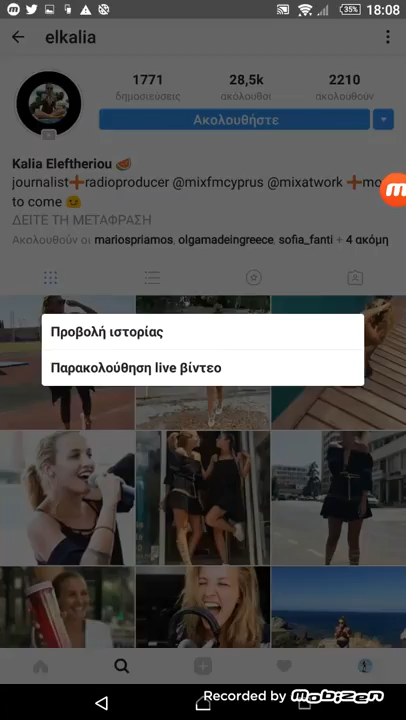 35% 18:08
elkalia
1771 28,5k 2210
δημοσιεύσεις ακόλουθοι ακολουθούν
Ακολουθήστε
Kalia Eleftheriou 🍉
journalist➕radioproducer @mixfmcyprus @mixatwork ➕mo
to come 😉
ΔΕΙΤΕ ΤΗ ΜΕΤΑΦΡΑΣΗ
Ακολουθούν οι mariospriamos, olgamadeingreece, sofia_fanti + 4 ακόμη
Προβολή ιστορίας
Παρακολούθηση live βίντεο
Recorded by Mobizen